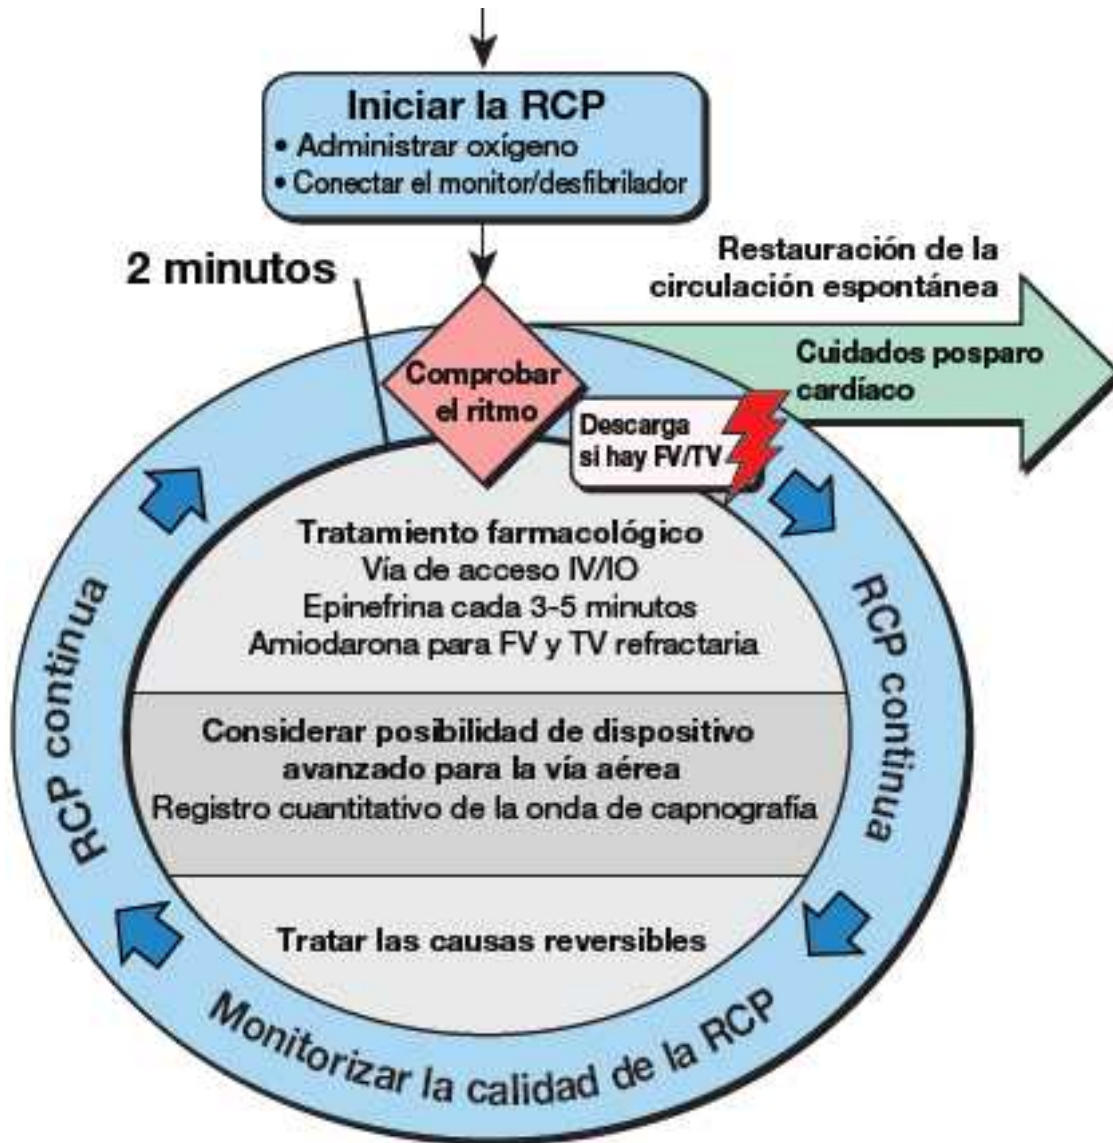 Iniciar la RCP
• Administrar oxígeno
• Conectar el monitor/desfibrilador
2 minutos
Restauración de la
circulación espontánea
Cuidados posparo
cardíaco
Comprobar
el ritmo
Descarga
si hay FV/TV
Tratamiento farmacológico
Vía de acceso IV/IO
Epinefrina cada 3-5 minutos
Amiodarona para FV y TV refractaria
Considerar posibilidad de dispositivo
avanzado para la vía aérea
Registro cuantitativo de la onda de capnografía
Tratar las causas reversibles
RCP continua
Monitorizar la calidad de la RCP
RCP continua